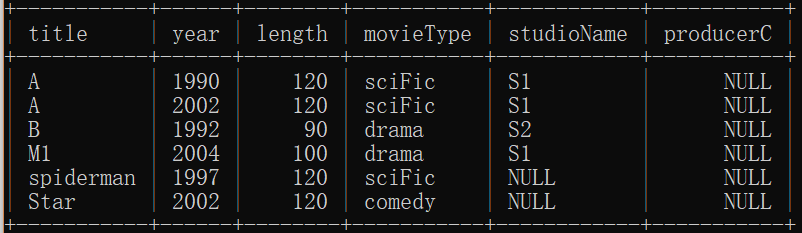 title year length movieType studioName producerC
A 1990 120 sciFic S1 NULL
A 2002 120 sciFic S1 NULL
B 1992 90 drama S2 NULL
M1 2004 100 drama S1 NULL
spiderman 1997 120 sciFic NULL NULL
Star 2002 120 comedy NULL NULL